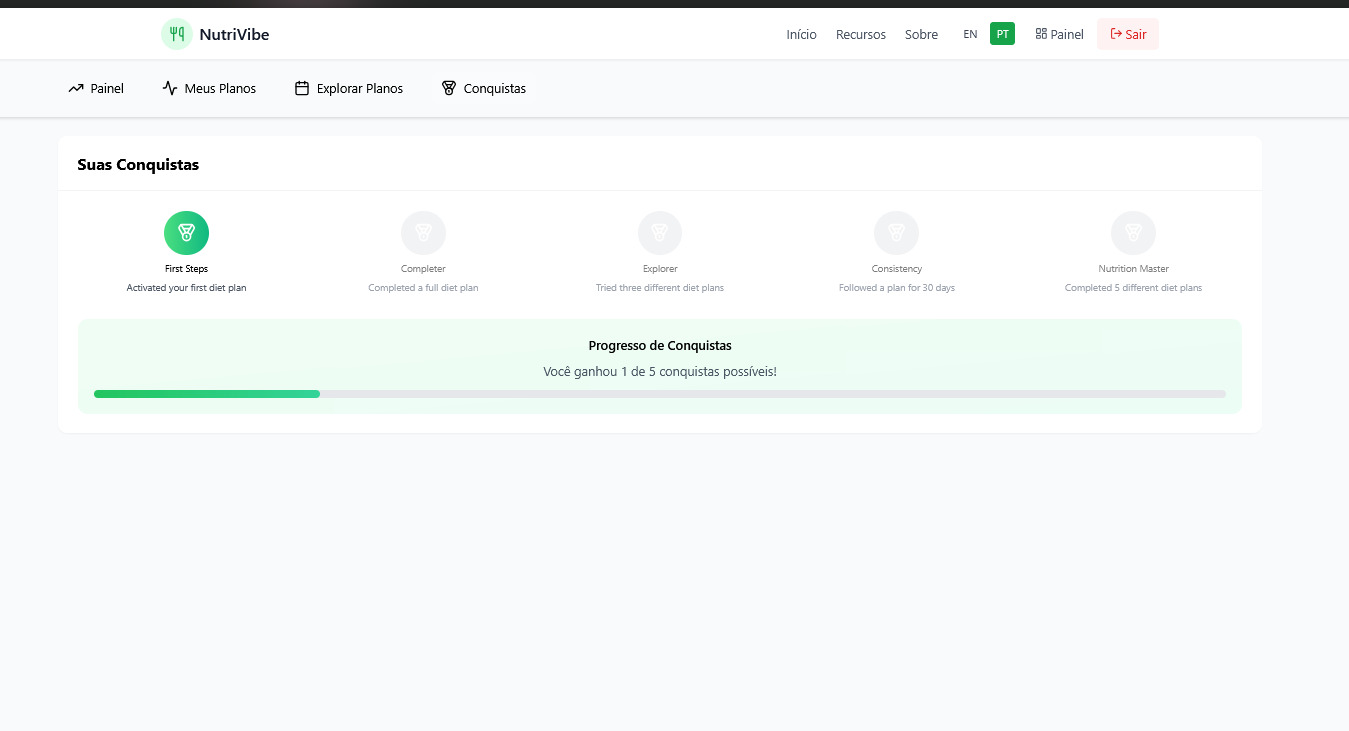 NutriVibe
Início
Recursos
Sobre
EN
PT
Painel
Sair
Painel
Meus Planos
Explorar Planos
Conquistas
Suas Conquistas
First Steps
Activated your first diet plan
Completer
Completed a full diet plan
Explorer
Tried three different diet plans
Consistency
Followed a plan for 30 days
Nutrition Master
Completed 5 different diet plans
Progresso de Conquistas
Você ganhou 1 de 5 conquistas possíveis!